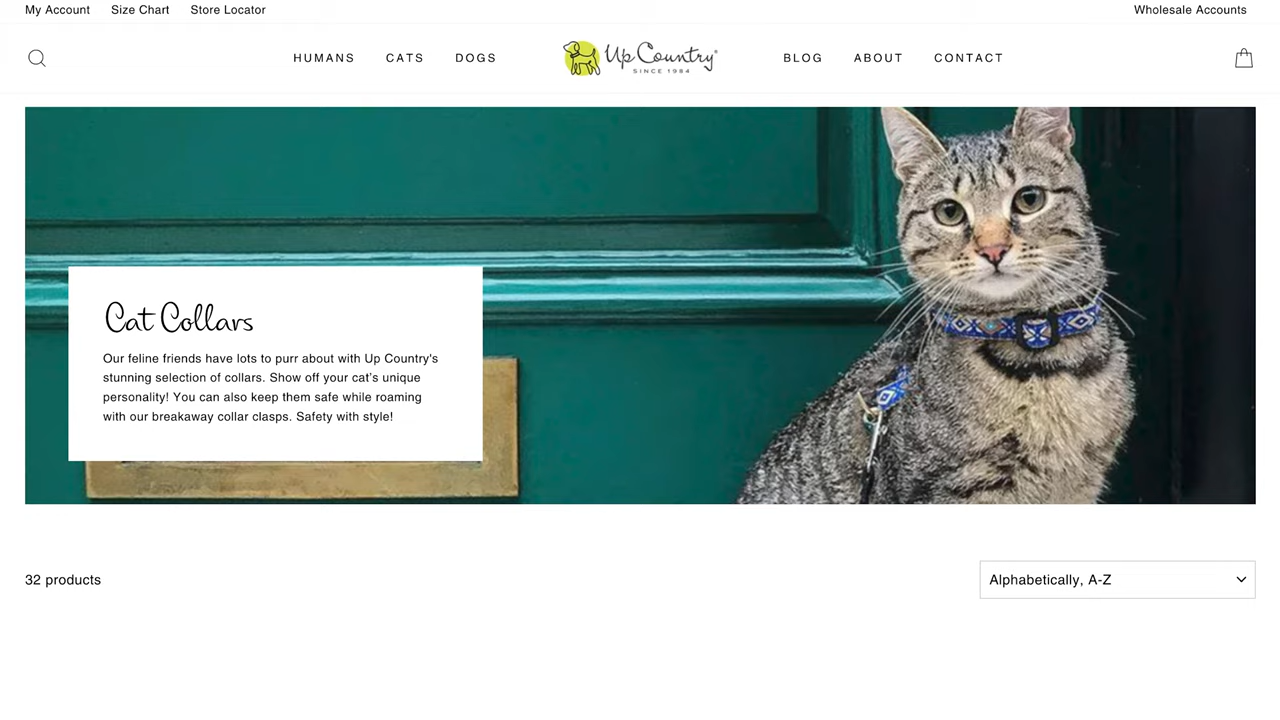 My Account Size Chart Store Locator Wholesale Accounts
HUMANS CATS DOGS Up Country® BLOG ABOUT CONTACT
SINCE 1984
Cat Collars
Our feline friends have lots to purr about with Up Country's
stunning selection of collars. Show off your cat's unique
personality! You can also keep them safe while roaming
with our breakaway collar clasps. Safety with style!
32 products Alphabetically, A-Z